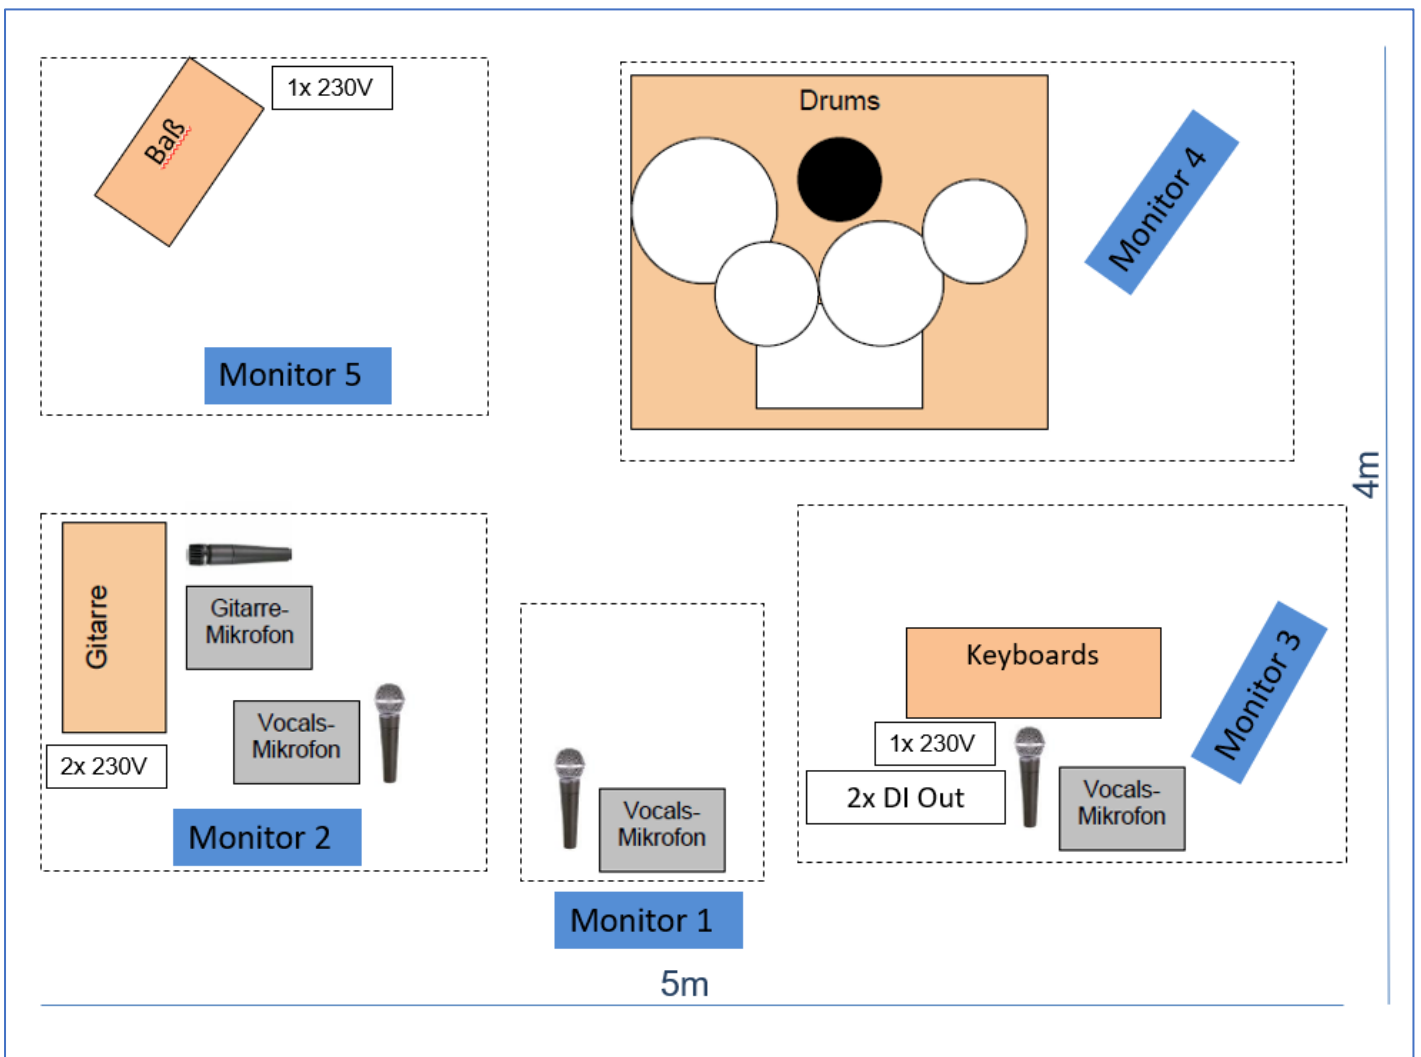 Baß
1x 230V
Drums
Monitor 4
Monitor 5
4m
Gitarre
Gitarre-
Mikrofon
Vocals-
Mikrofon
2x 230V
Monitor 2
Vocals-
Mikrofon
Monitor 1
Keyboards
1x 230V
2x DI Out
Vocals-
Mikrofon
Monitor 3
5m